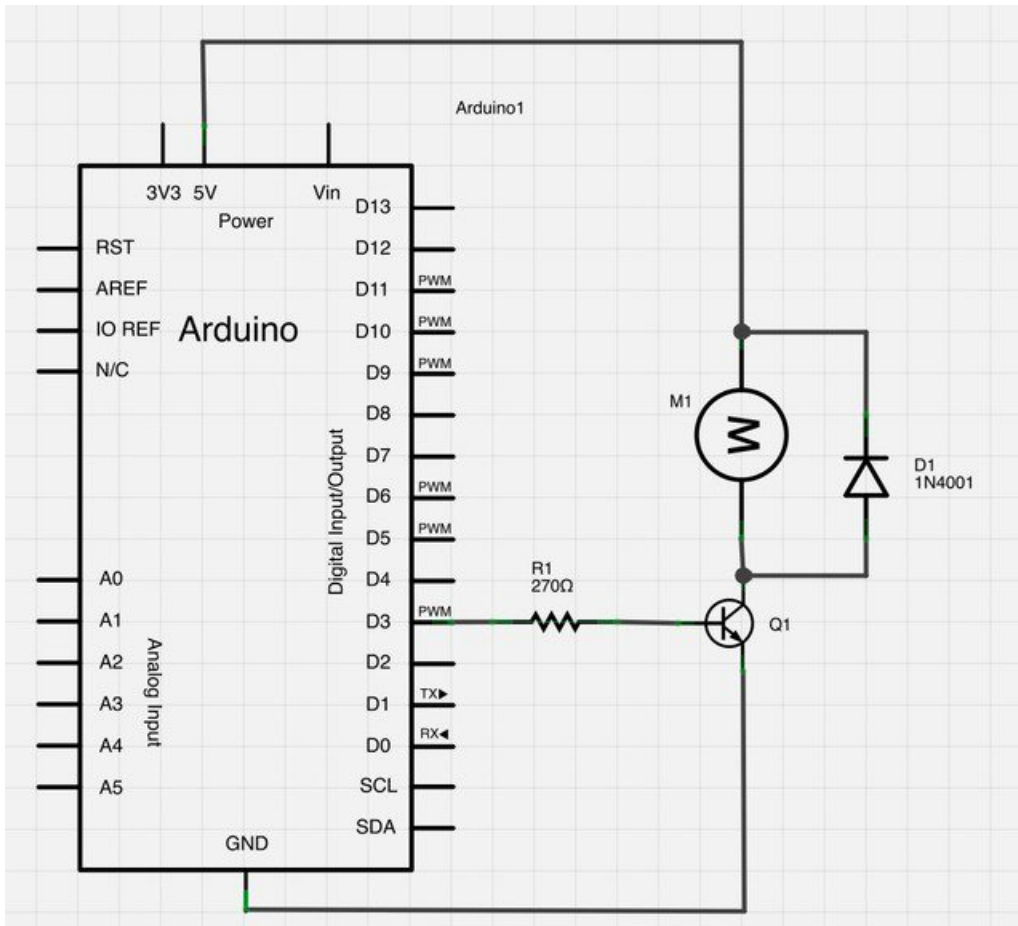 Arduino1
3V3 5V Vin
Power
D13
RST D12
PWM
AREF D11
PWM
IO REF Arduino D10
PWM
N/C D9
D8
D7
PWM
D6
PWM
D5
Digital Input/Output
A0 D4
PWM
A1 D3
A2 D2
TX▶
A3 D1
RX◀
A4 D0
Analog Input
A5 SCL
SDA
GND
M1
M
D1
1N4001
R1
270Ω
Q1